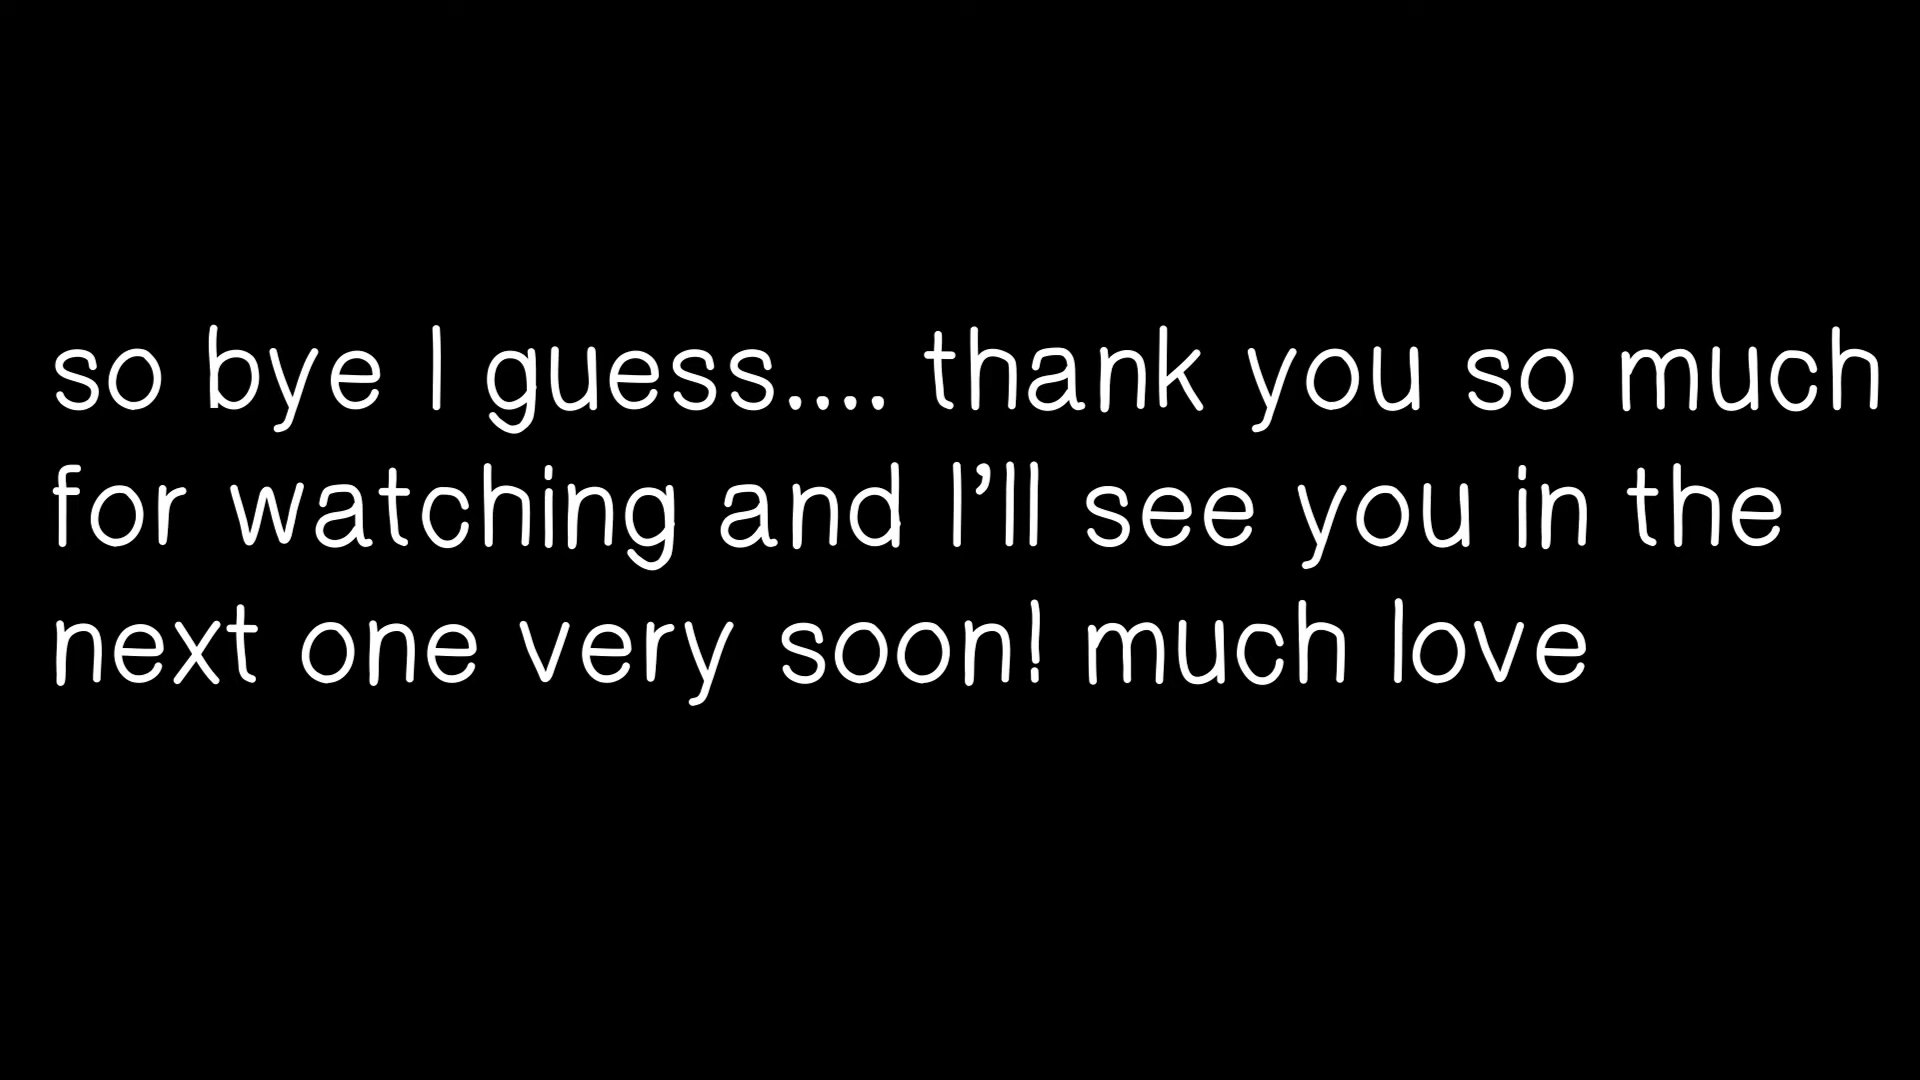 so bye I guess.... thank you so much
for watching and I'll see you in the
next one very soon! much love